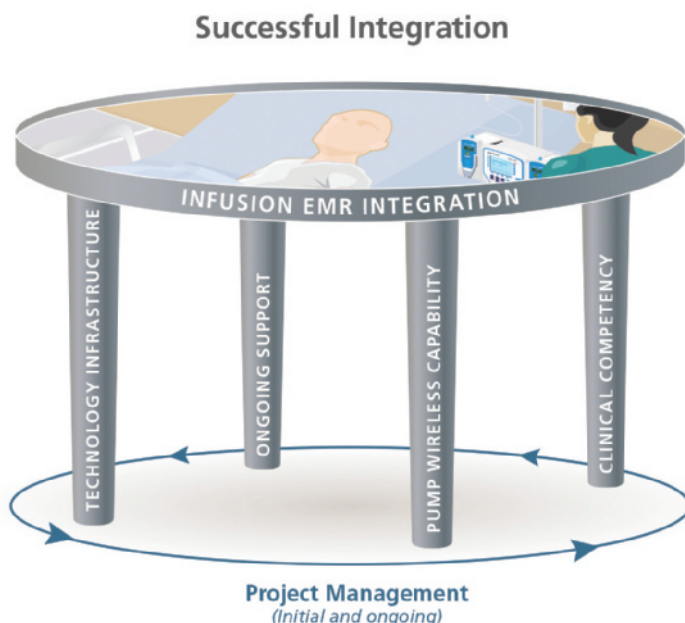 Successful Integration
INFUSION EMR INTEGRATION
TECHNOLOGY INFRASTRUCTURE
ONGOING SUPPORT
PUMP WIRELESS CAPABILITY
CLINICAL COMPETENCY
Project Management
(Initial and ongoing)